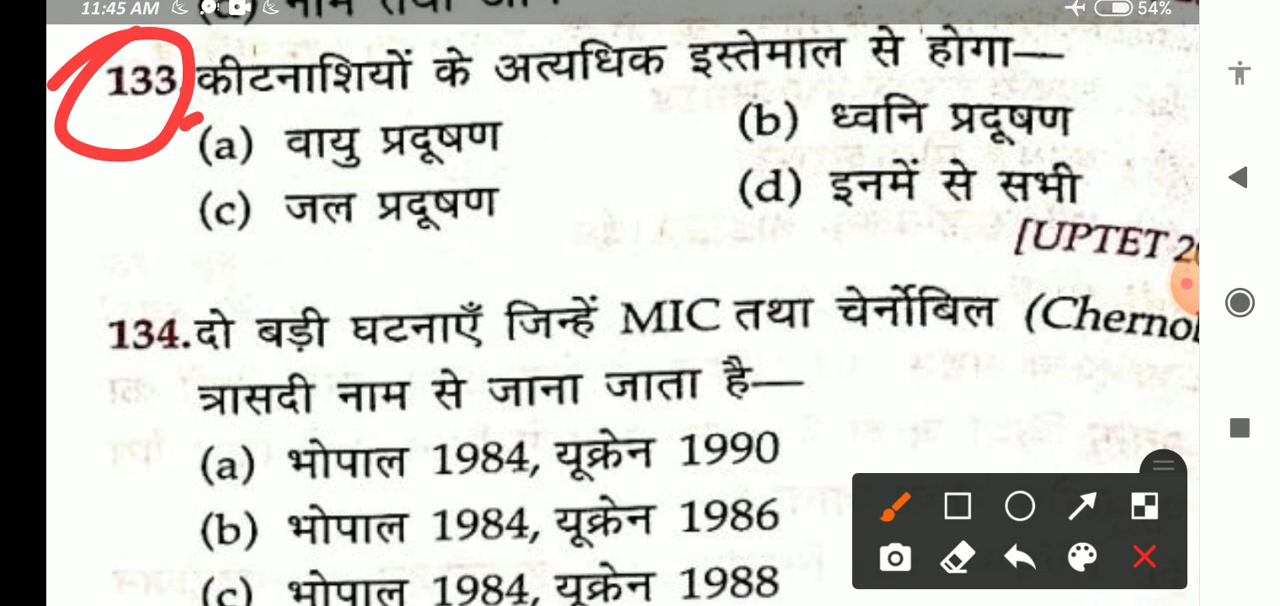 11:45 AM
54%
133. कीटनाशियों के अत्यधिक इस्तेमाल से होगा—
(a) वायु प्रदूषण (b) ध्वनि प्रदूषण
(c) जल प्रदूषण (d) इनमें से सभी
[UPTET
134. दो बड़ी घटनाएँ जिन्हें MIC तथा चेर्नोबिल (Cherno
त्रासदी नाम से जाना जाता है—
(a) भोपाल 1984, यूक्रेन 1990
(b) भोपाल 1984, यूक्रेन 1986
(c) भोपाल 1984, यूक्रेन 1988